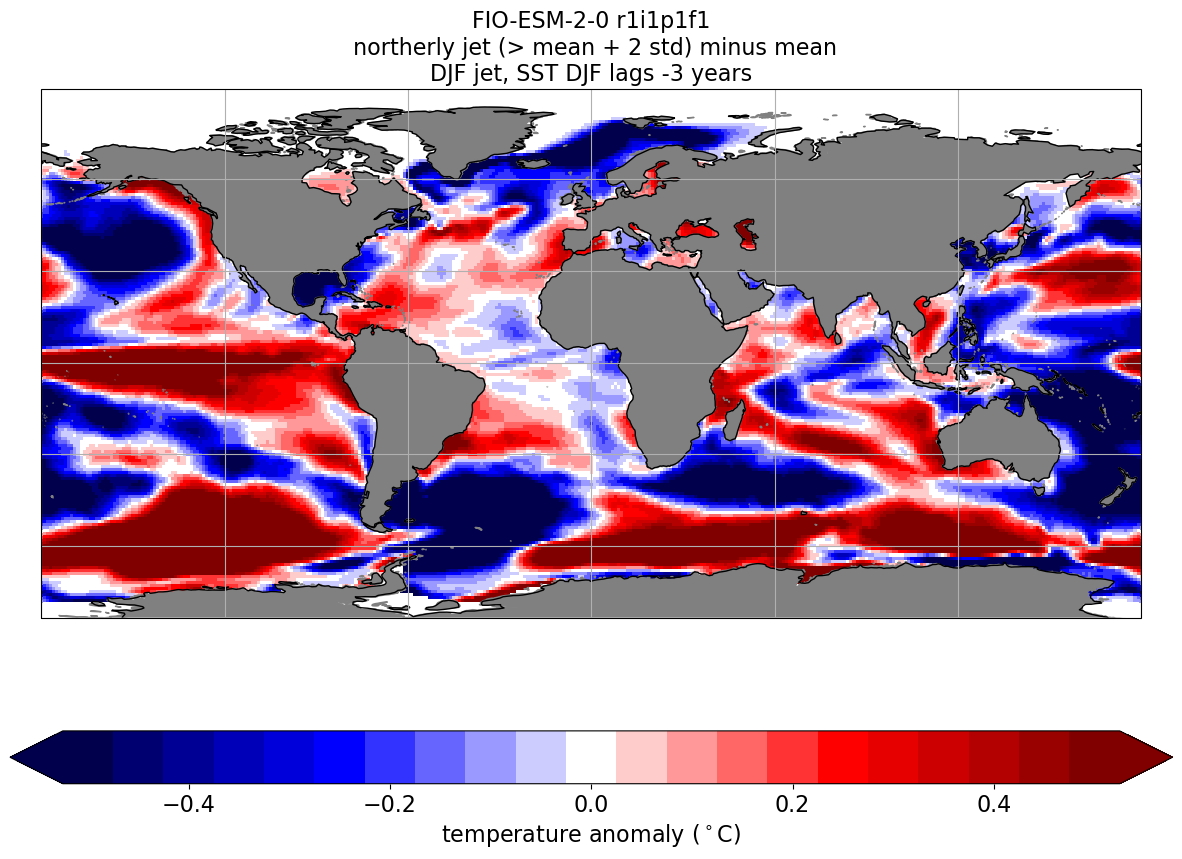 FIO-ESM-2-0 r1i1p1f1
northerly jet (> mean + 2 std) minus mean
DJF jet, SST DJF lags -3 years
−0.4 −0.2 0.0 0.2 0.4
temperature anomaly (°C)